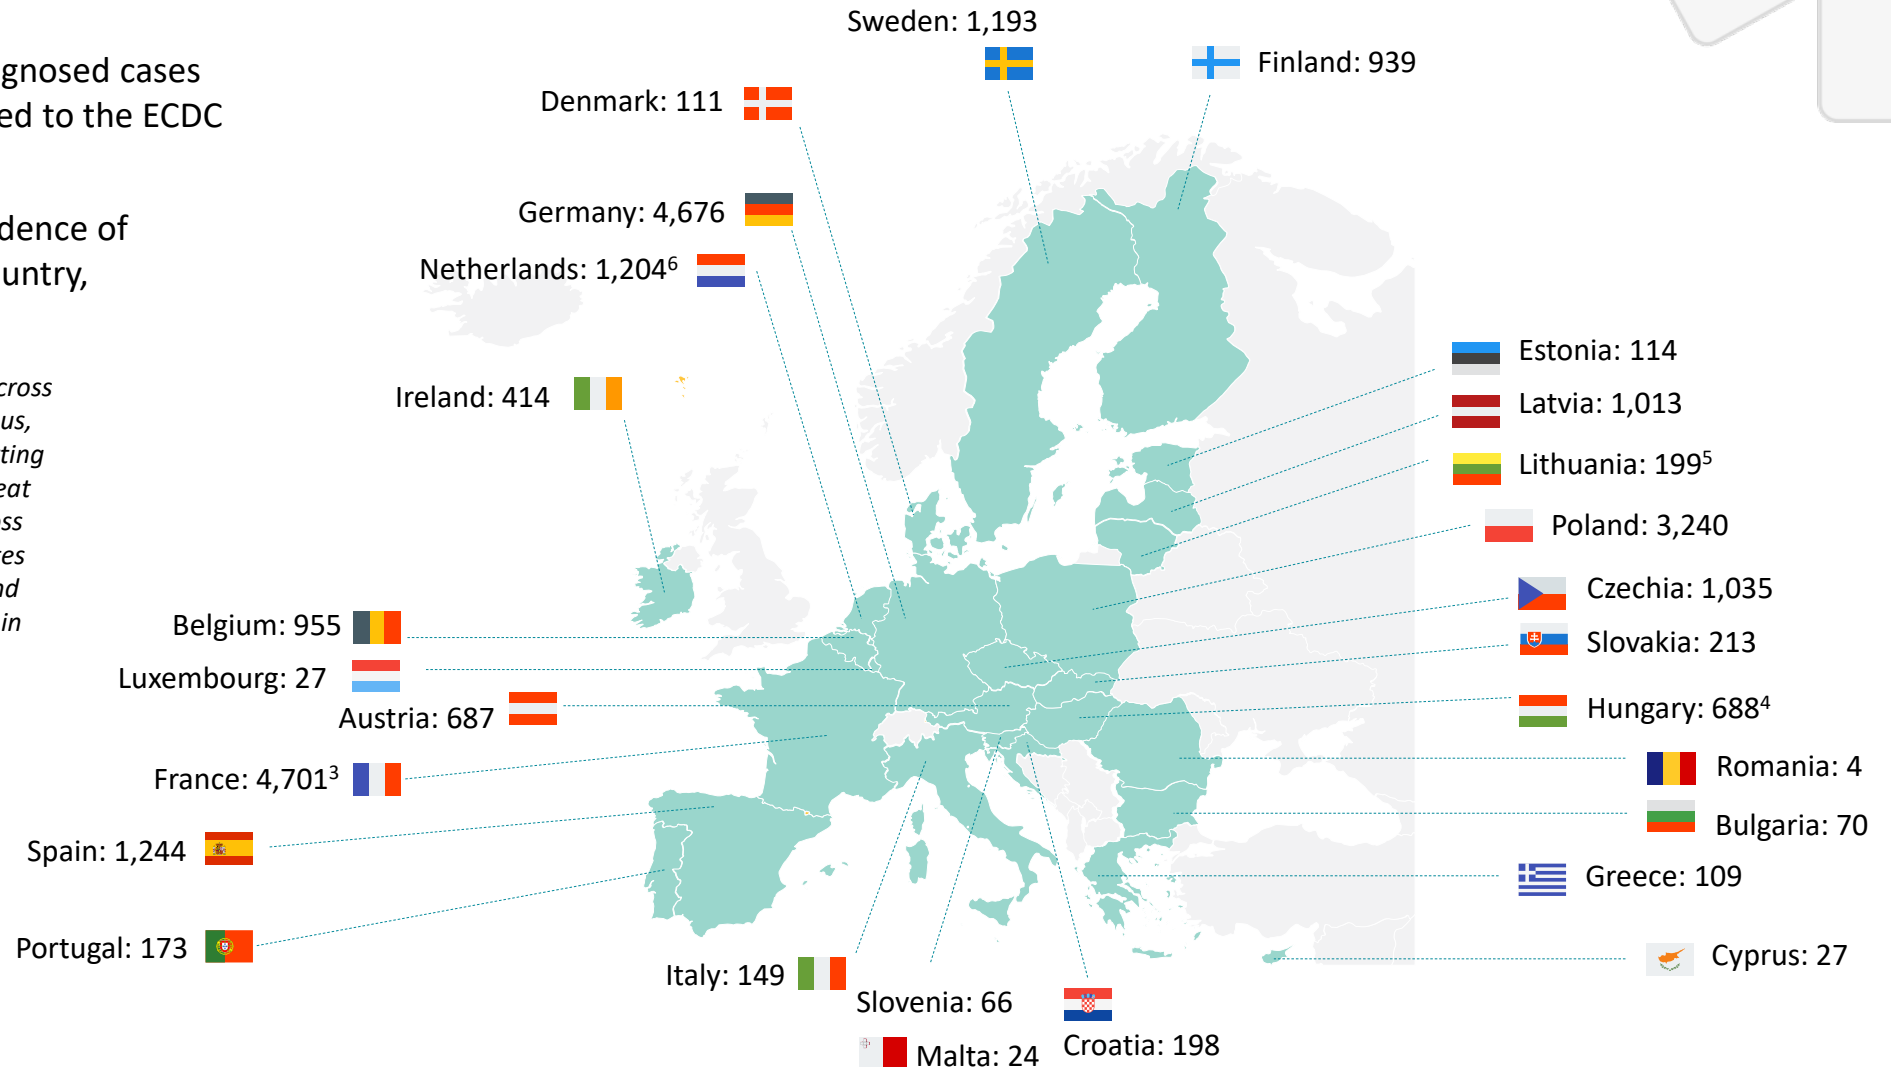 gnosed cases
ed to the ECDC
dence of
ountry,
cross
us,
ting
eat
oss
es
nd
in
Sweden: 1,193
Finland: 939
Denmark: 111
Germany: 4,676
Netherlands: 1,204⁶
Ireland: 414
Estonia: 114
Latvia: 1,013
Lithuania: 199⁵
Poland: 3,240
Czechia: 1,035
Slovakia: 213
Hungary: 688⁴
Belgium: 955
Luxembourg: 27
Austria: 687
France: 4,701³
Romania: 4
Bulgaria: 70
Spain: 1,244
Greece: 109
Portugal: 173
Cyprus: 27
Italy: 149
Slovenia: 66
Malta: 24
Croatia: 198